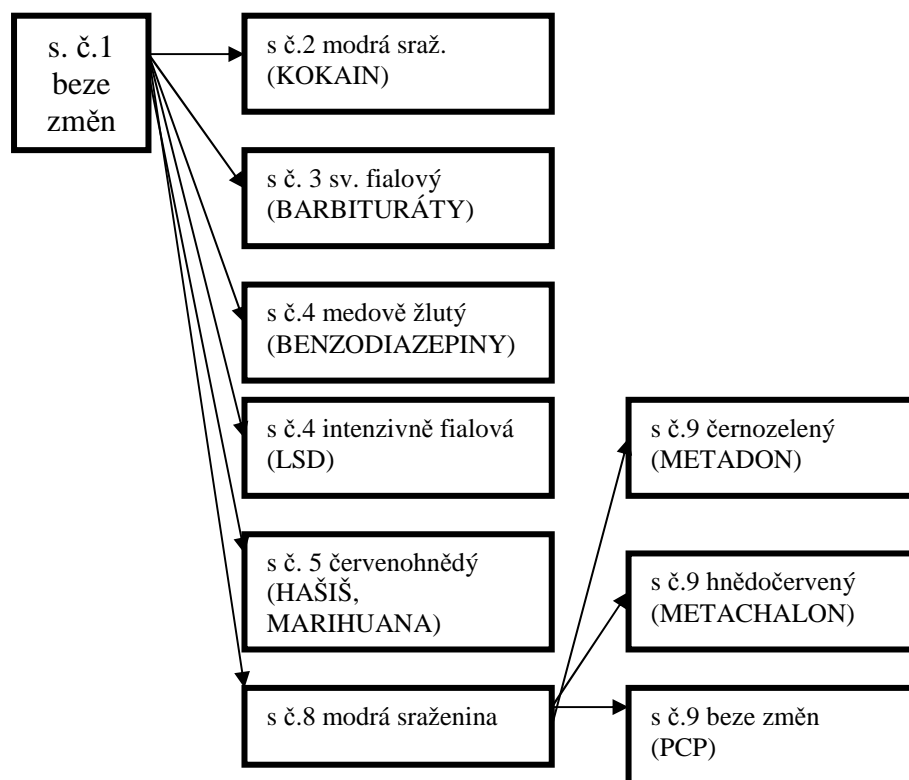 s. č.1
beze
změn
s č.2 modrá sraž.
(KOKAIN)
s č. 3 sv. fialový
(BARBITURÁTY)
s č.4 medově žlutý
(BENZODIAZEPINY)
s č.4 intenzivně fialová
(LSD)
s č. 5 červenohnědý
(HAŠIŠ,
MARIHUANA)
s č.8 modrá sraženina
s č.9 černozelený
(METADON)
s č.9 hnědočervený
(METACHALON)
s č.9 beze změn
(PCP)